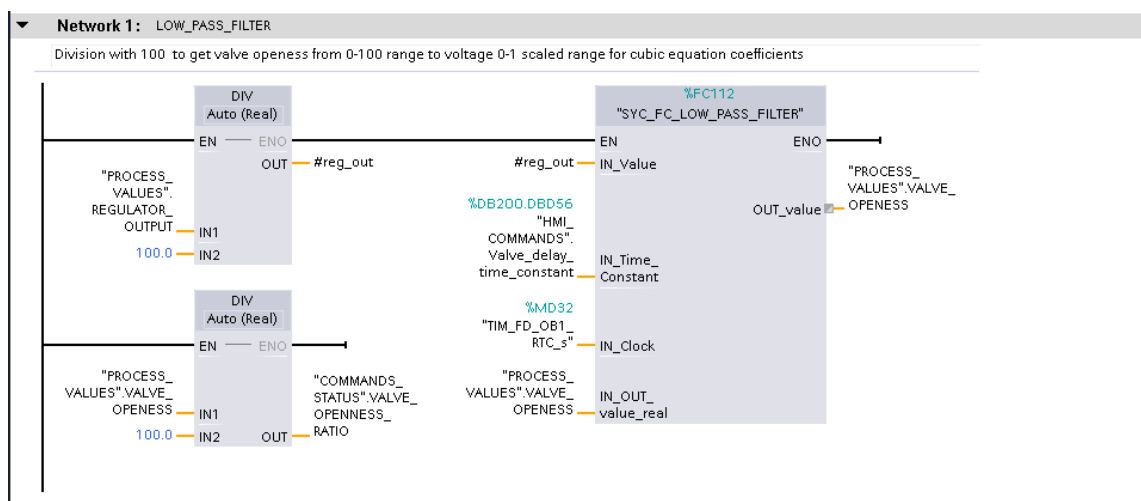 Network 1: LOW_PASS_FILTER
Division with 100 to get valve openess from 0-100 range to voltage 0-1 scaled range for cubic equation coefficients
DIV
Auto (Real)
EN
ENO
OUT
#reg_out
"PROCESS_
VALUES".
REGULATOR_
OUTPUT
IN1
100.0
IN2
%FC112
"SYC_FC_LOW_PASS_FILTER"
EN
ENO
#reg_out
IN_Value
"PROCESS_
VALUES".VALVE_
OPENESS
OUT_value
%DB200.DBD56
"HMI_
COMMANDS".
Valve_delay_
time_constant
IN_Time_
Constant
%MD32
"TIM_FD_OB1_
RTC_s"
IN_Clock
"PROCESS_
VALUES".VALVE_
OPENESS
IN_OUT_
value_real
DIV
Auto (Real)
EN
ENO
"PROCESS_
VALUES".VALVE_
OPENESS
IN1
100.0
IN2
OUT
"COMMANDS_
STATUS".VALVE_
OPENNESS_
RATIO